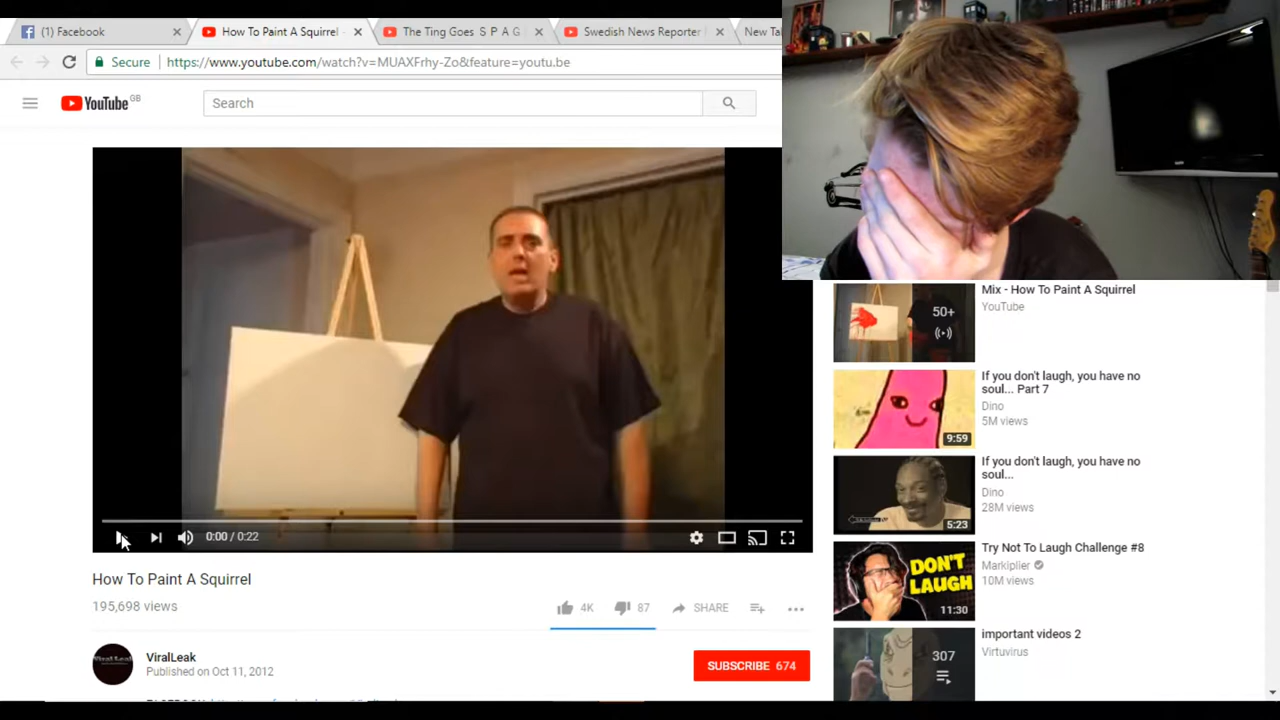 (1) Facebook
How To Paint A Squirrel -
The Ting Goes S P A G
Swedish News Reporter
New Ta
Secure
https://www.youtube.com/watch?v=MUAXFrhy-Zo&feature=youtu.be
YouTube GB
Search
0:00 / 0:22
How To Paint A Squirrel
195,698 views
4K
87
SHARE
ViralLeak
Published on Oct 11, 2012
SUBSCRIBE 674
Mix - How To Paint A Squirrel
YouTube
50+
If you don't laugh, you have no
soul... Part 7
Dino
5M views
9:59
If you don't laugh, you have no
soul...
Dino
28M views
5:23
Try Not To Laugh Challenge #8
Markiplier
10M views
DON'T
LAUGH
11:30
important videos 2
Virtuvirus
307